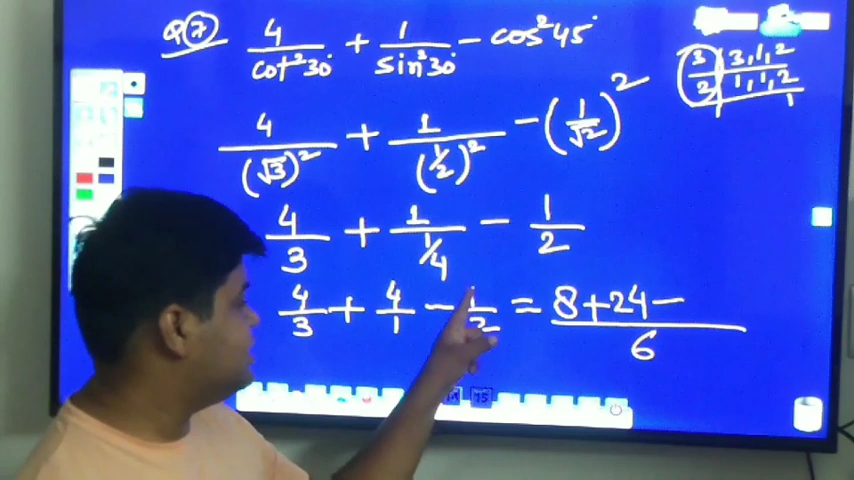 Q(7) 4/cot²30° + 1/sin²30° − cos²45°
3 | 3, 1, 2
2 | 1, 1, 2
1
4/(√3)² + 1/(1/2)² − (1/√2)²
4/3 + 1/(1/4) − 1/2
4/3 + 4/1 − 1/2 = (8+24−)/6